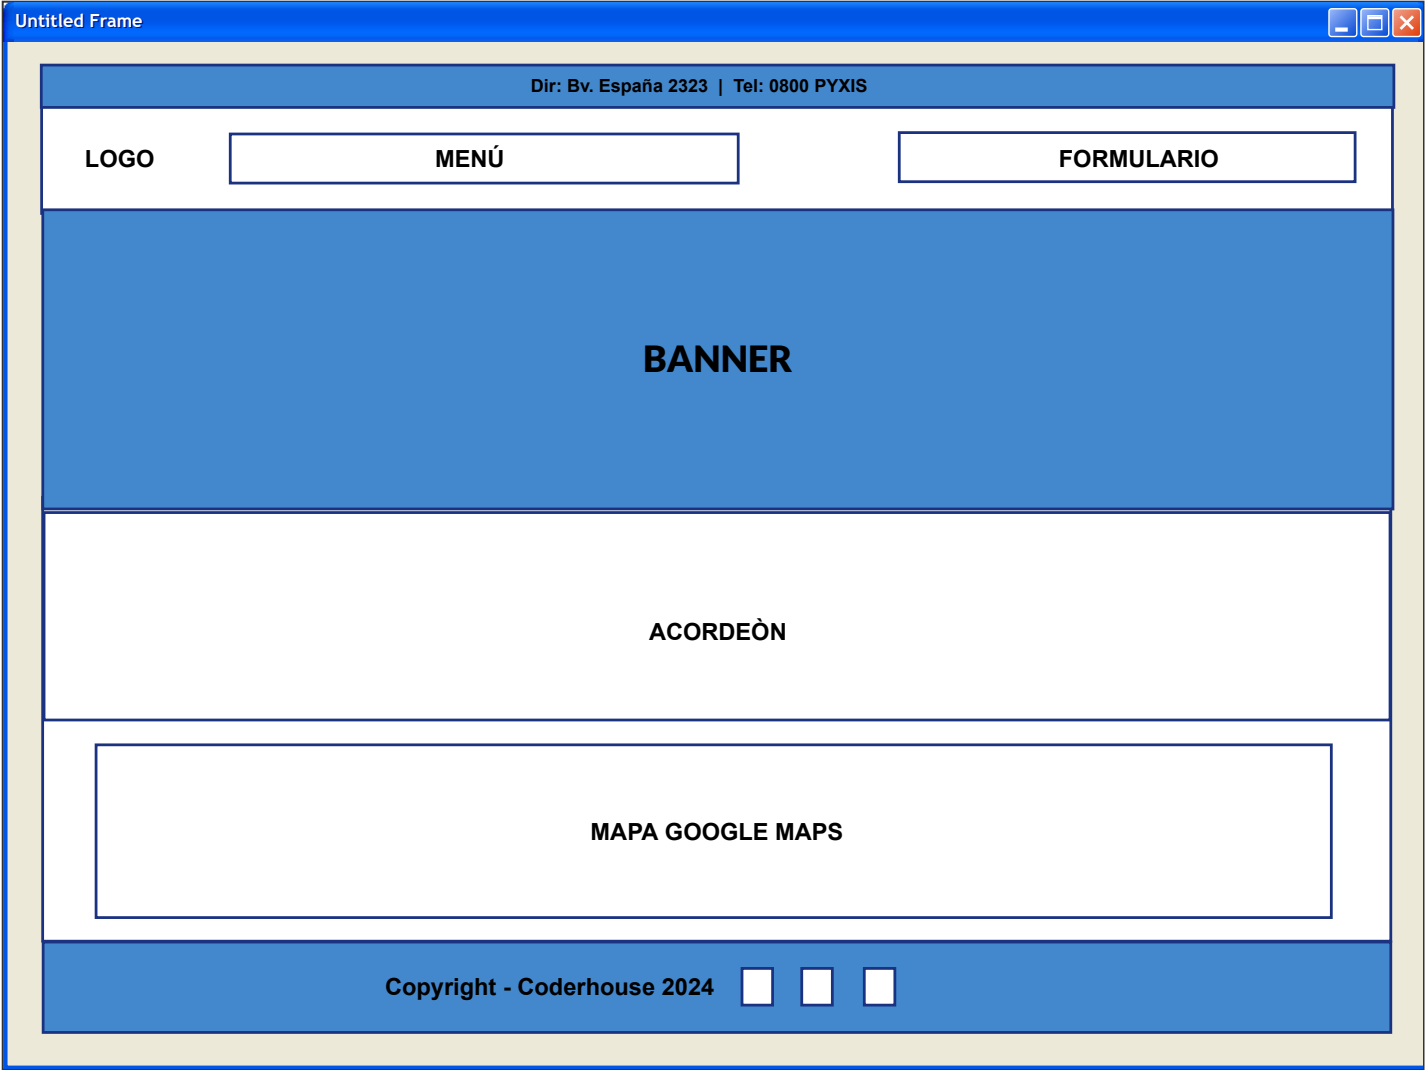 Untitled Frame
Dir: Bv. España 2323 | Tel: 0800 PYXIS
LOGO
MENÚ
FORMULARIO
BANNER
ACORDEÒN
MAPA GOOGLE MAPS
Copyright - Coderhouse 2024